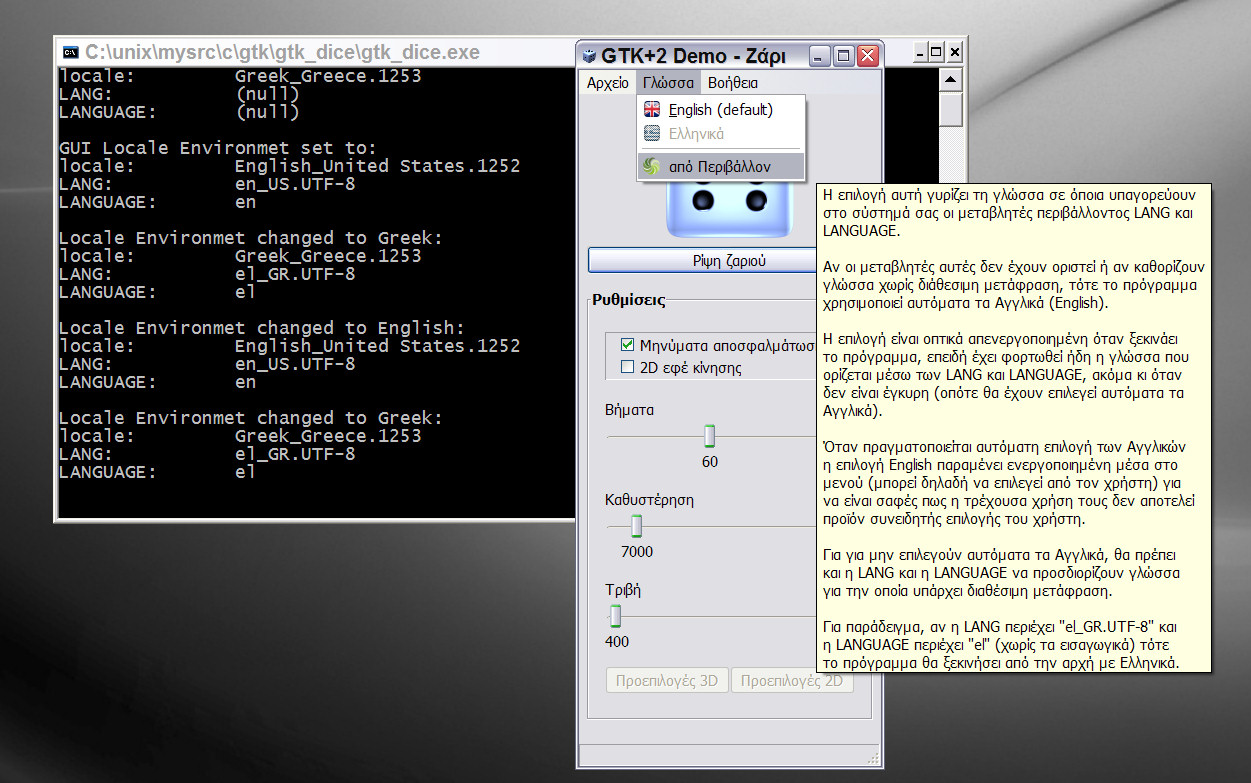 C:\unix\mysrc\c\gtk\gtk_dice\gtk_dice.exe
locale: Greek_Greece.1253
LANG: (null)
LANGUAGE: (null)
GUI Locale Environmet set to:
locale: English_United States.1252
LANG: en_US.UTF-8
LANGUAGE: en
Locale Environmet changed to Greek:
locale: Greek_Greece.1253
LANG: el_GR.UTF-8
LANGUAGE: el
Locale Environmet changed to English:
locale: English_United States.1252
LANG: en_US.UTF-8
LANGUAGE: en
Locale Environmet changed to Greek:
locale: Greek_Greece.1253
LANG: el_GR.UTF-8
LANGUAGE: el
GTK+2 Demo - Ζάρι
Αρχείο Γλώσσα Βοήθεια
English (default)
Ελληνικά
από Περιβάλλον
Ρίψη ζαριού
Ρυθμίσεις
Μηνύματα αποσφαλμάτωσ
2D εφέ κίνησης
Βήματα
60
Καθυστέρηση
7000
Τριβή
400
Προεπιλογές 3D Προεπιλογές 2D
Η επιλογή αυτή γυρίζει τη γλώσσα σε όποια υπαγορεύουν
στο σύστημά σας οι μεταβλητές περιβάλλοντος LANG και
LANGUAGE.
Αν οι μεταβλητές αυτές δεν έχουν οριστεί ή αν καθορίζουν
γλώσσα χωρίς διάθεσιμη μετάφραση, τότε το πρόγραμμα
χρησιμοποιεί αυτόματα τα Αγγλικά (English).
Η επιλογή είναι οπτικά απενεργοποιημένη όταν ξεκινάει
το πρόγραμμα, επειδή έχει φορτωθεί ήδη η γλώσσα που
ορίζεται μέσω των LANG και LANGUAGE, ακόμα κι όταν
δεν είναι έγκυρη (οπότε θα έχουν επιλεγεί αυτόματα τα
Αγγλικά).
Όταν πραγματοποιείται αυτόματη επιλογή των Αγγλικών
η επιλογή English παραμένει ενεργοποιημένη μέσα στο
μενού (μπορεί δηλαδή να επιλεγεί από τον χρήστη) για
να είναι σαφές πως η τρέχουσα χρήση τους δεν αποτελεί
προϊόν συνειδητής επιλογής του χρήστη.
Για για μην επιλεγούν αυτόματα τα Αγγλικά, θα πρέπει
και η LANG και η LANGUAGE να προσδιορίζουν γλώσσα
για την οποία υπάρχει διαθέσιμη μετάφραση.
Για παράδειγμα, αν η LANG περιέχει "el_GR.UTF-8" και
η LANGUAGE περιέχει "el" (χωρίς τα εισαγωγικά) τότε
το πρόγραμμα θα ξεκινήσει από την αρχή με Ελληνικά.